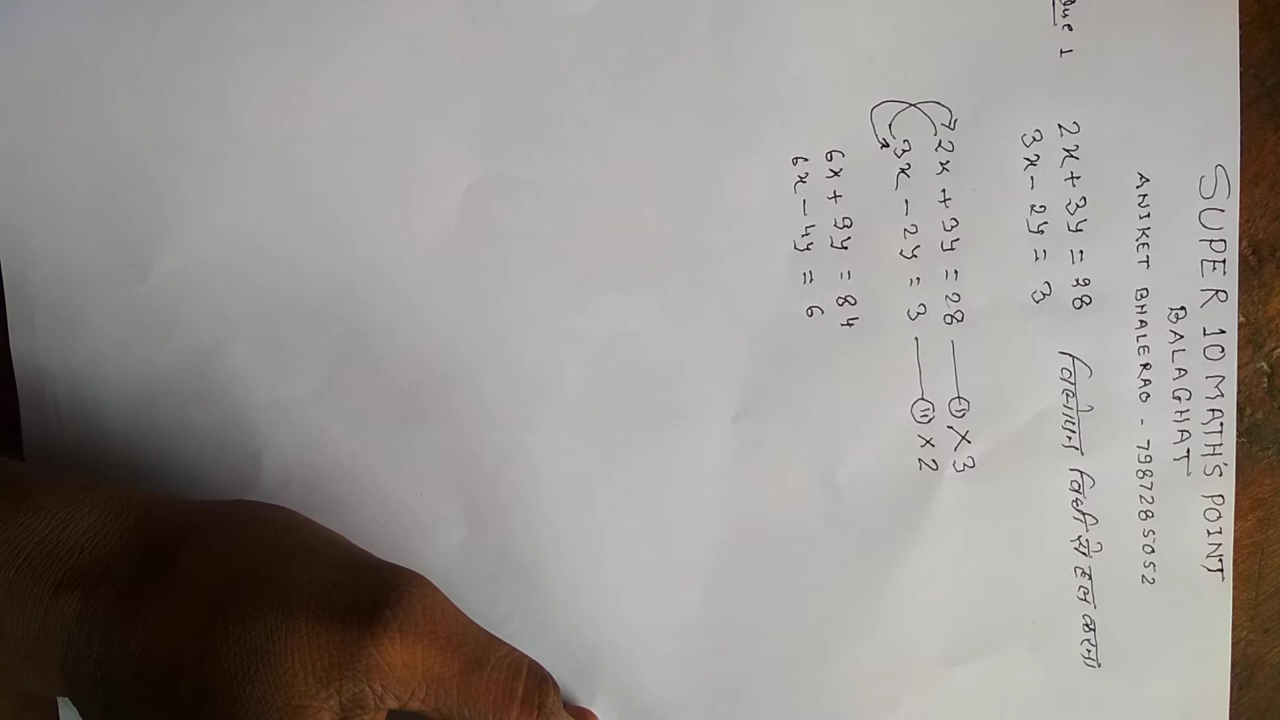 SUPER 10 MATH'S POINT
BALAGHAT
ANIKET BHALERAO - 7987285052
Que 1 2x + 3y = 28 विलोपन विधी से हल करना
3x - 2y = 3
2x + 3y = 28 —— (i) × 3
3x - 2y = 3 —— (ii) × 2
6x + 9y = 84
6x - 4y = 6